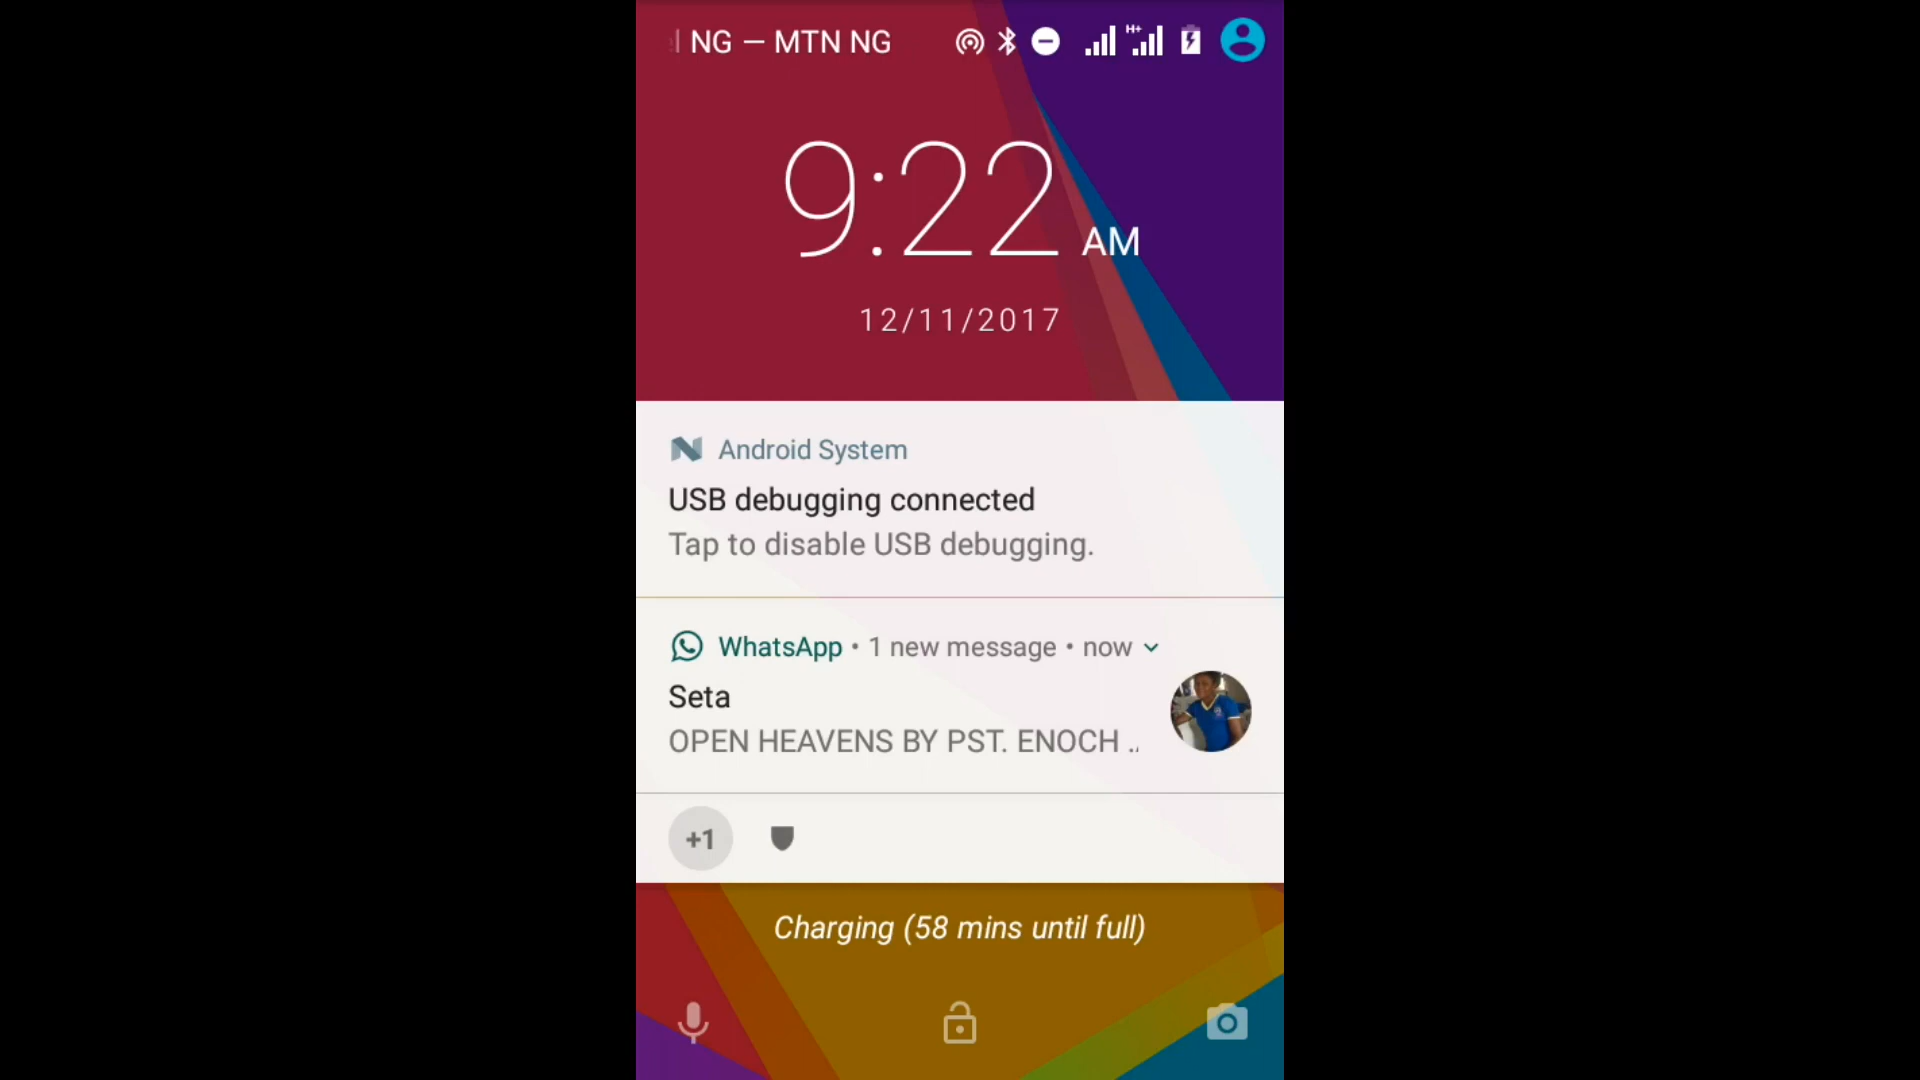 NG — MTN NG
H+
9:22 AM
12/11/2017
Android System
USB debugging connected
Tap to disable USB debugging.
WhatsApp • 1 new message • now
Seta
OPEN HEAVENS BY PST. ENOCH ..
+1
Charging (58 mins until full)